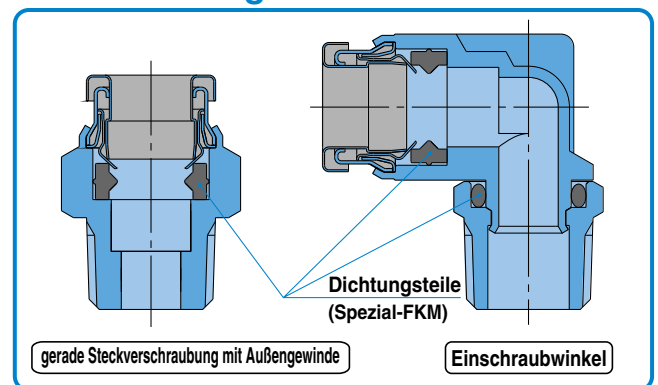 Dichtungsteile
(Spezial-FKM)
gerade Steckverschraubung mit Außengewinde
Einschraubwinkel